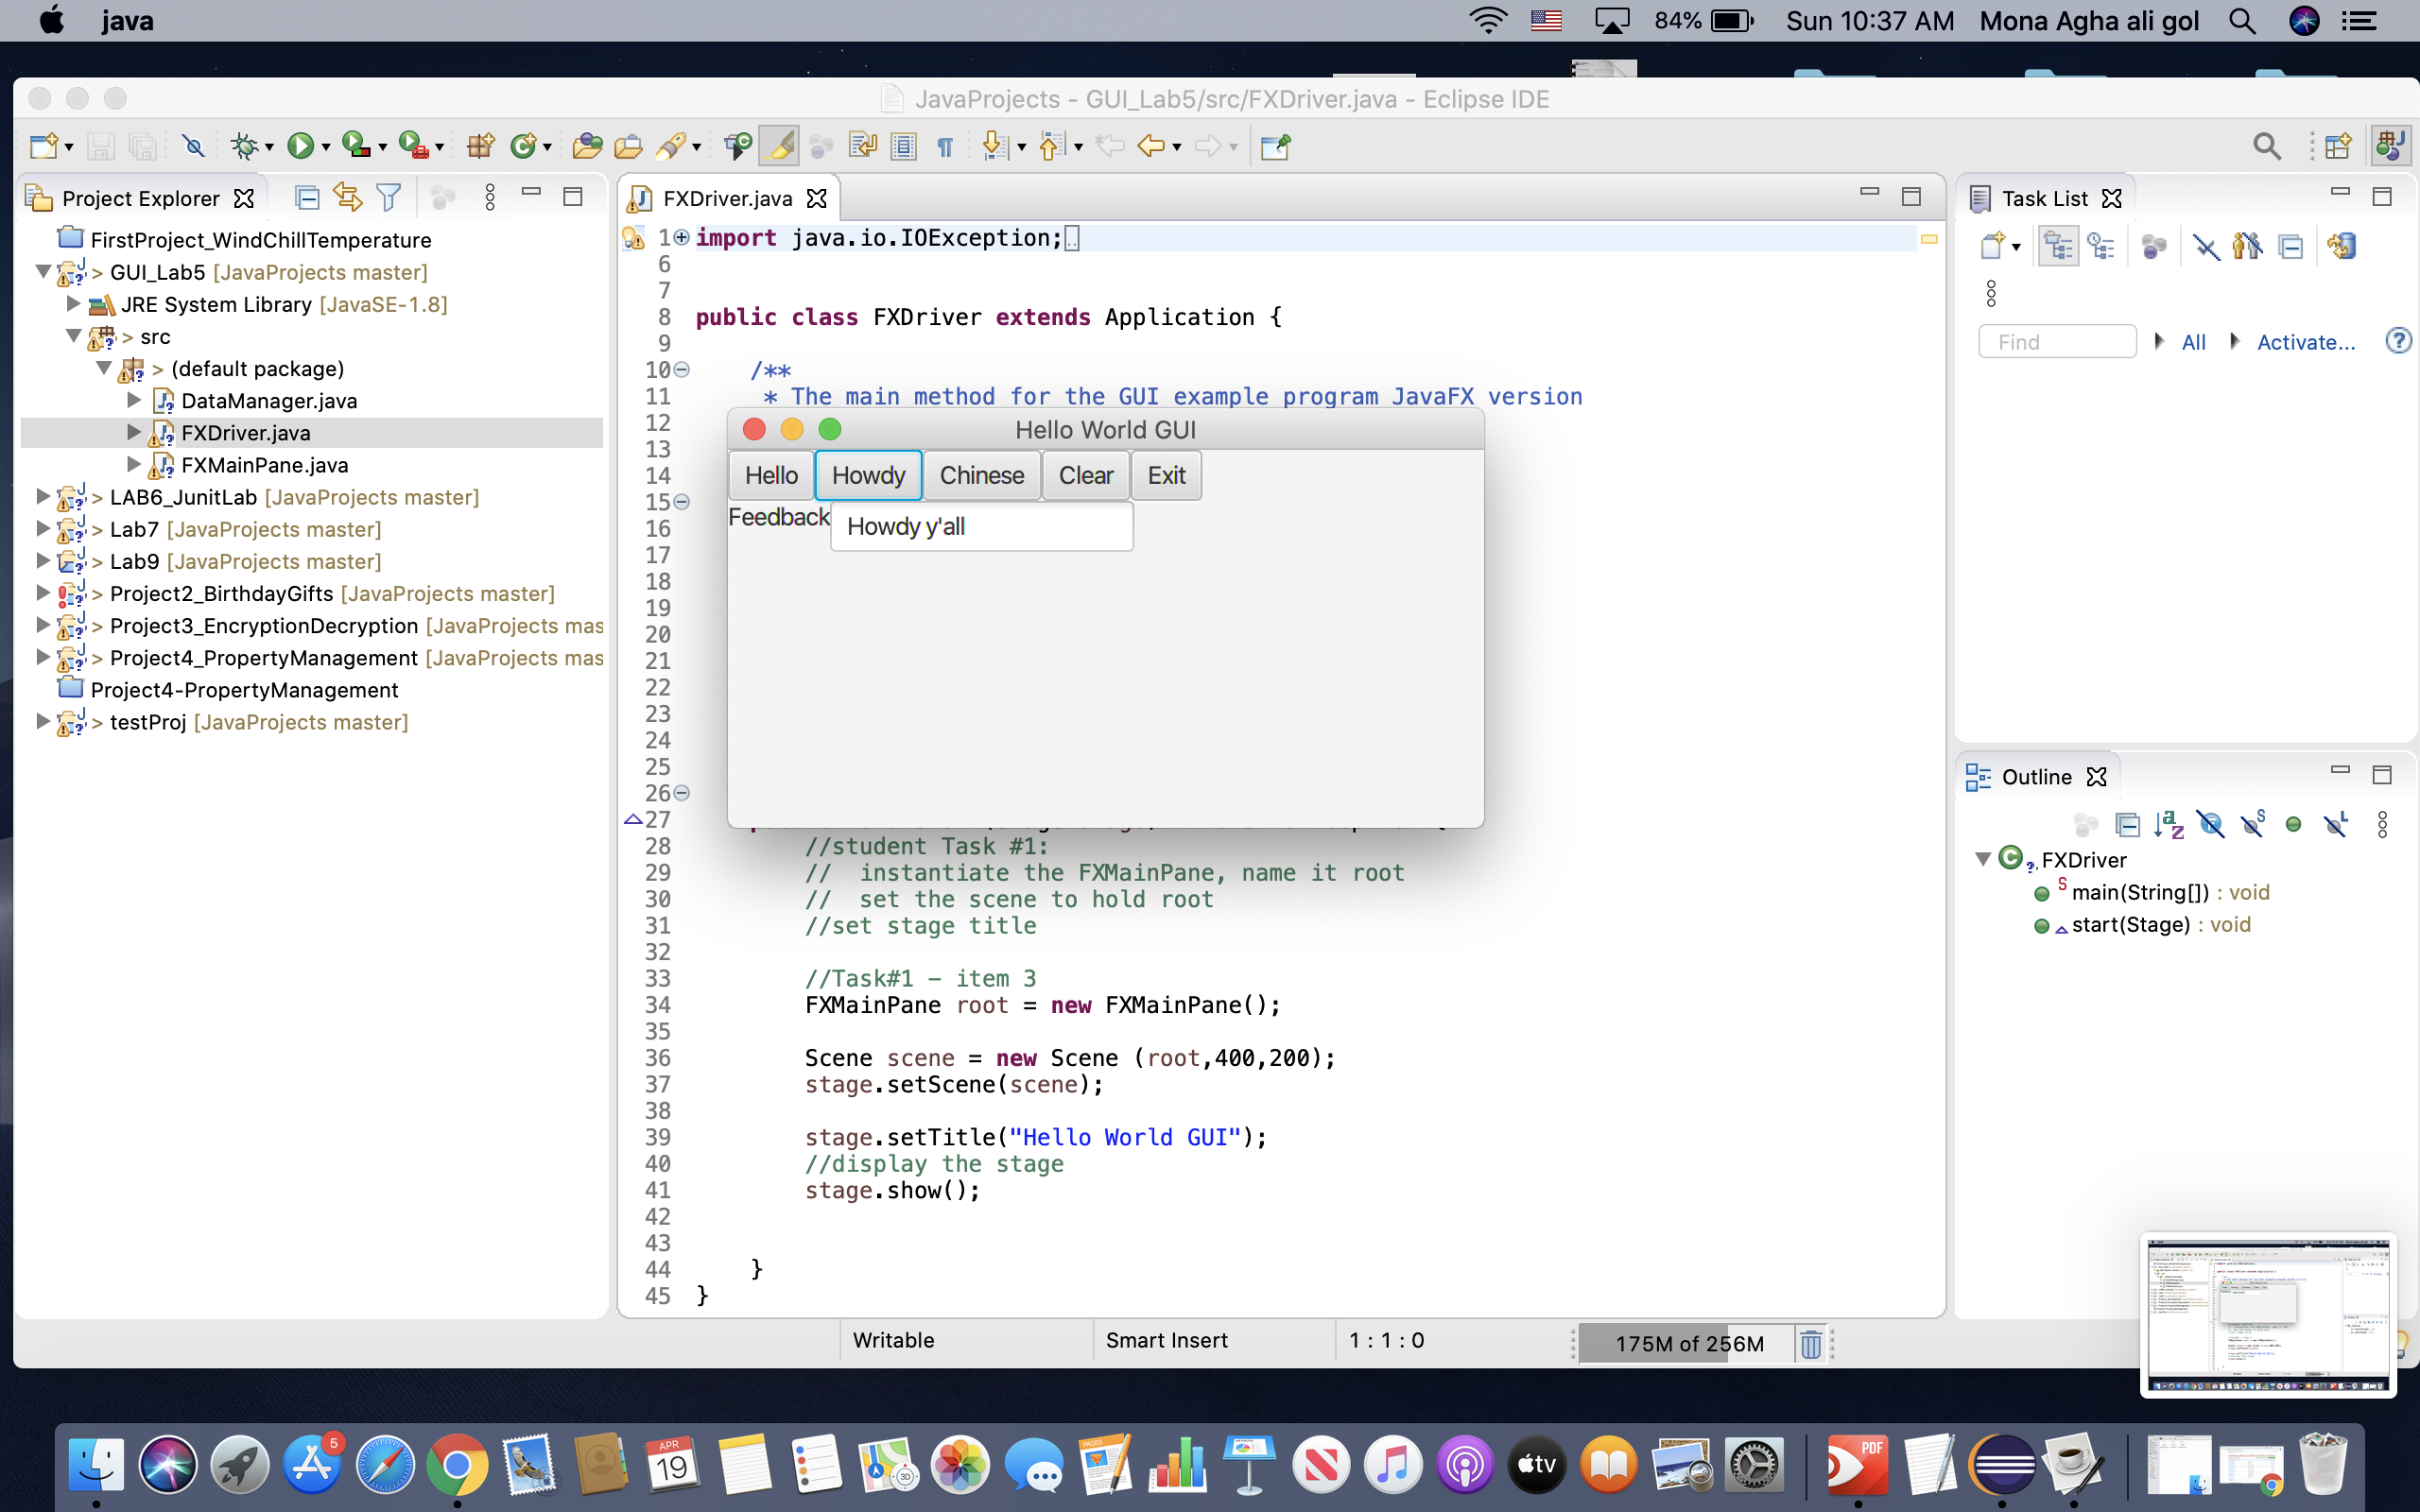 java
84%
Sun 10:37 AM
Mona Agha ali gol
JavaProjects - GUI_Lab5/src/FXDriver.java - Eclipse IDE
Project Explorer
FirstProject_WindChillTemperature
> GUI_Lab5 [JavaProjects master]
JRE System Library [JavaSE-1.8]
> src
> (default package)
DataManager.java
FXDriver.java
FXMainPane.java
> LAB6_JunitLab [JavaProjects master]
> Lab7 [JavaProjects master]
> Lab9 [JavaProjects master]
> Project2_BirthdayGifts [JavaProjects master]
> Project3_EncryptionDecryption [JavaProjects mas
> Project4_PropertyManagement [JavaProjects mas
Project4-PropertyManagement
> testProj [JavaProjects master]
FXDriver.java
1 import java.io.IOException;
6
7
8 public class FXDriver extends Application {
9
10 /**
11 * The main method for the GUI example program JavaFX version
12
13
14
15
16
17
18
19
20
21
22
23
24
25
26
27
28 //student Task #1:
29 //  instantiate the FXMainPane, name it root
30 //  set the scene to hold root
31 //set stage title
32
33 //Task#1 - item 3
34 FXMainPane root = new FXMainPane();
35
36 Scene scene = new Scene (root,400,200);
37 stage.setScene(scene);
38
39 stage.setTitle("Hello World GUI");
40 //display the stage
41 stage.show();
42
43
44 }
45 }
Hello World GUI
Hello
Howdy
Chinese
Clear
Exit
Feedback
Howdy y'all
Task List
Find
All
Activate...
Outline
FXDriver
main(String[]) : void
start(Stage) : void
Writable
Smart Insert
1 : 1 : 0
175M of 256M
5
APR
19
3D
PAGES
tv
PDF